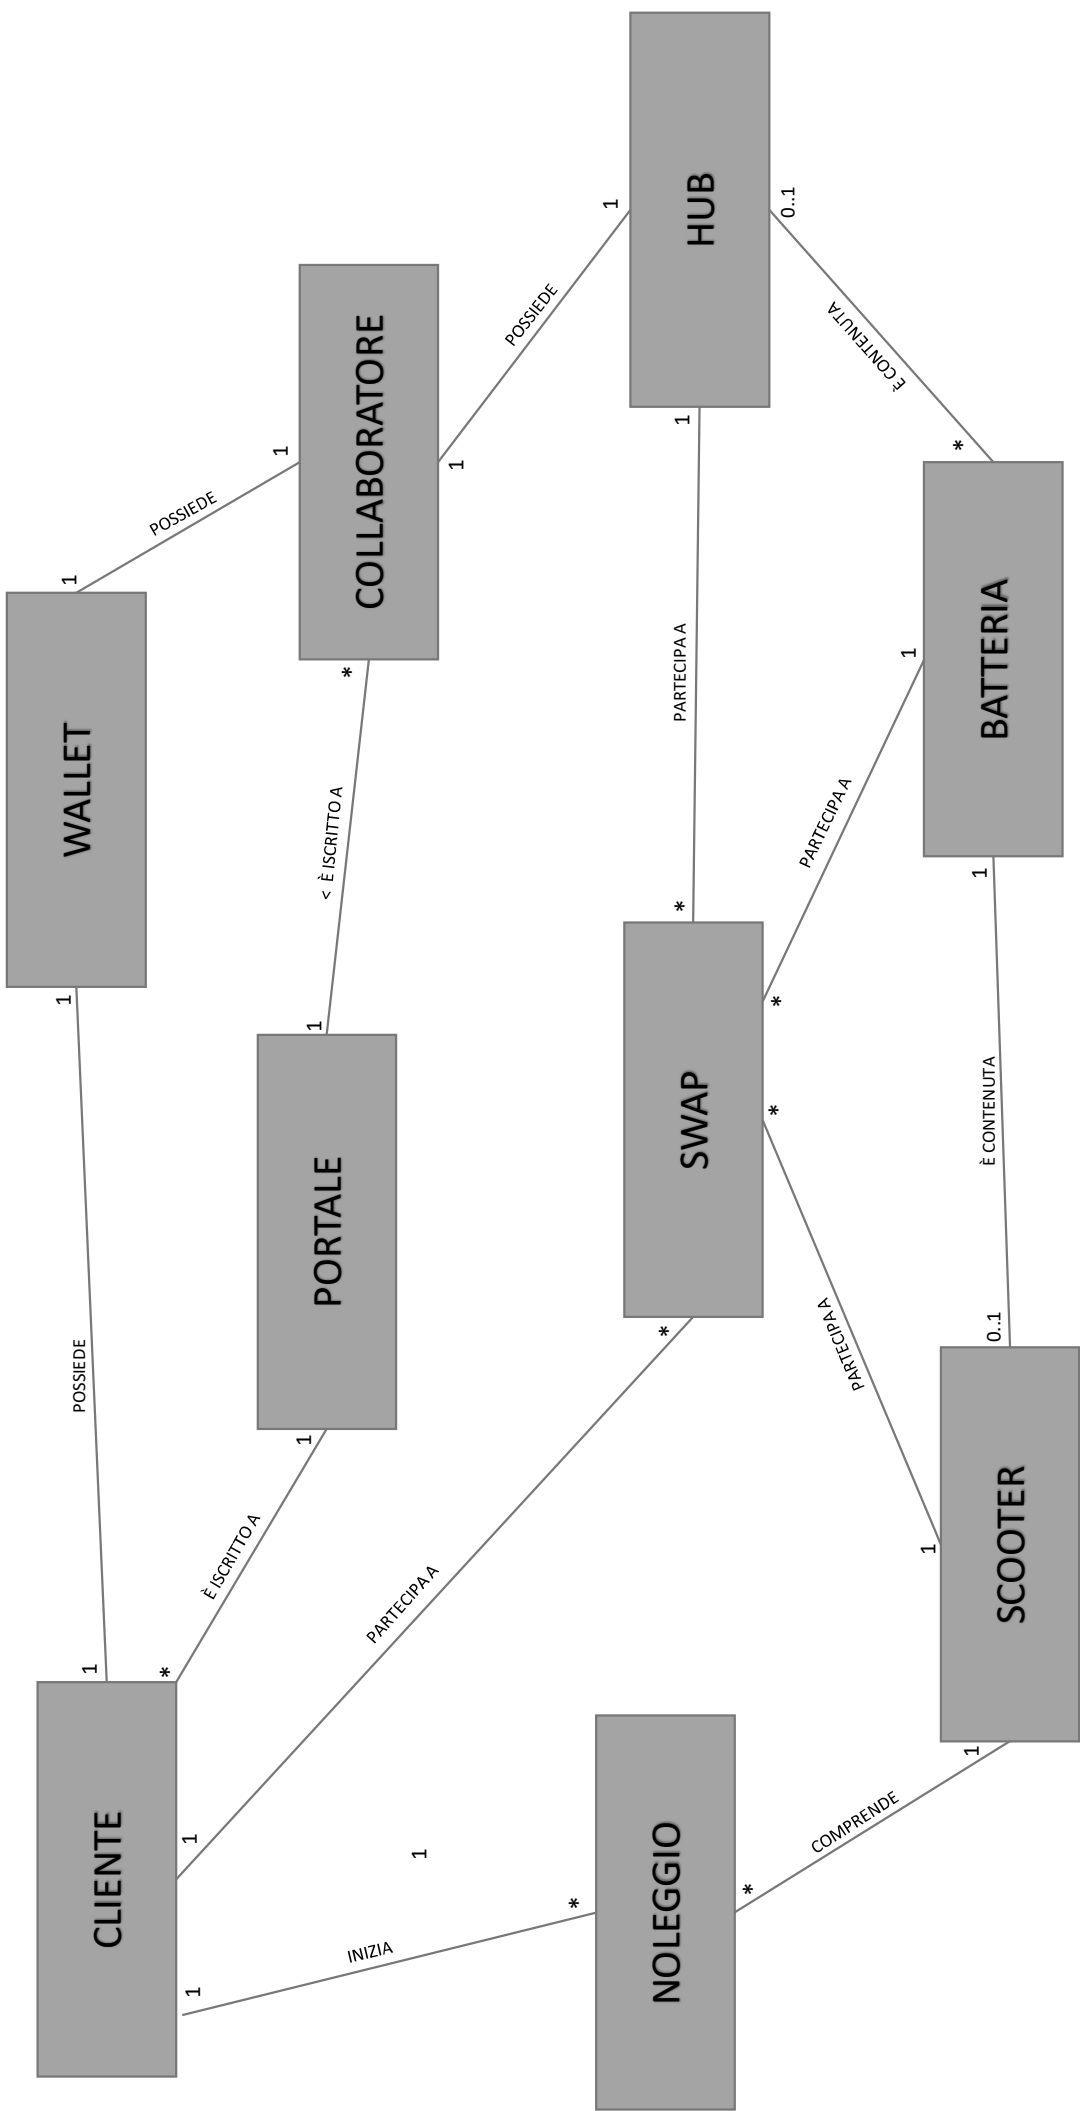 1
1
WALLET
POSSIEDE
1
CLIENTE
*
POSSIEDE
1
1
È ISCRITTO A
1
1
1
PORTALE
< È ISCRITTO A
*
COLLABORATORE
INIZIA
PARTECIPA A
1
1
POSSIEDE
*
1
*
NOLEGGIO
*
PARTECIPA A
1
SWAP
HUB
*
*
*
0..1
PARTECIPA A
PARTECIPA A
COMPRENDE
È CONTENUTA
1
1
*
1
1
È CONTENUTA
0..1
BATTERIA
SCOOTER